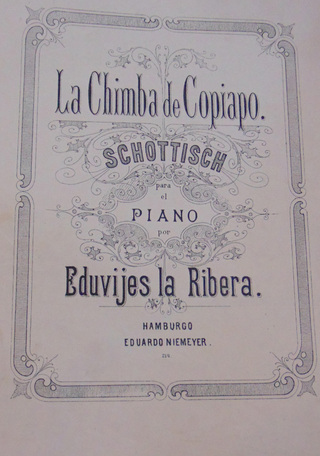 La Chimba de Copiapo.
SCHOTTISCH
para
el
PIANO
por
Eduvijes la Ribera.
HAMBURGO
EDUARDO NIEMEYER.